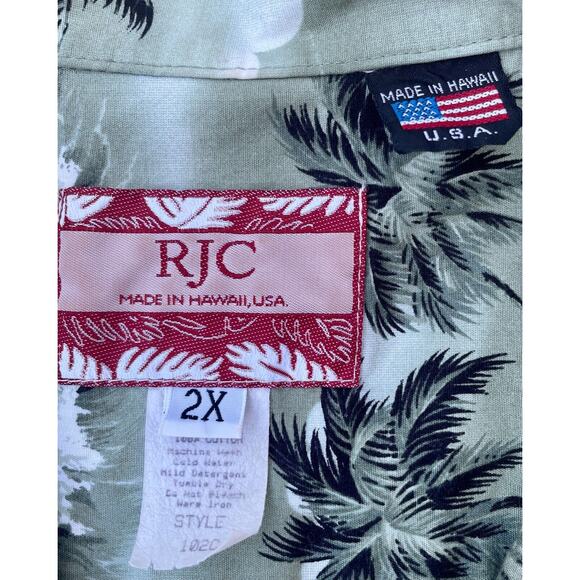 MADE IN HAWAII
U.S.A.
RJC
MADE IN HAWAII, USA.
2X
100% COTTON
Machine Wash
Cold Water
Mild Detergent
Tumble Dry
Do Not Bleach
Warm Iron
STYLE
102C